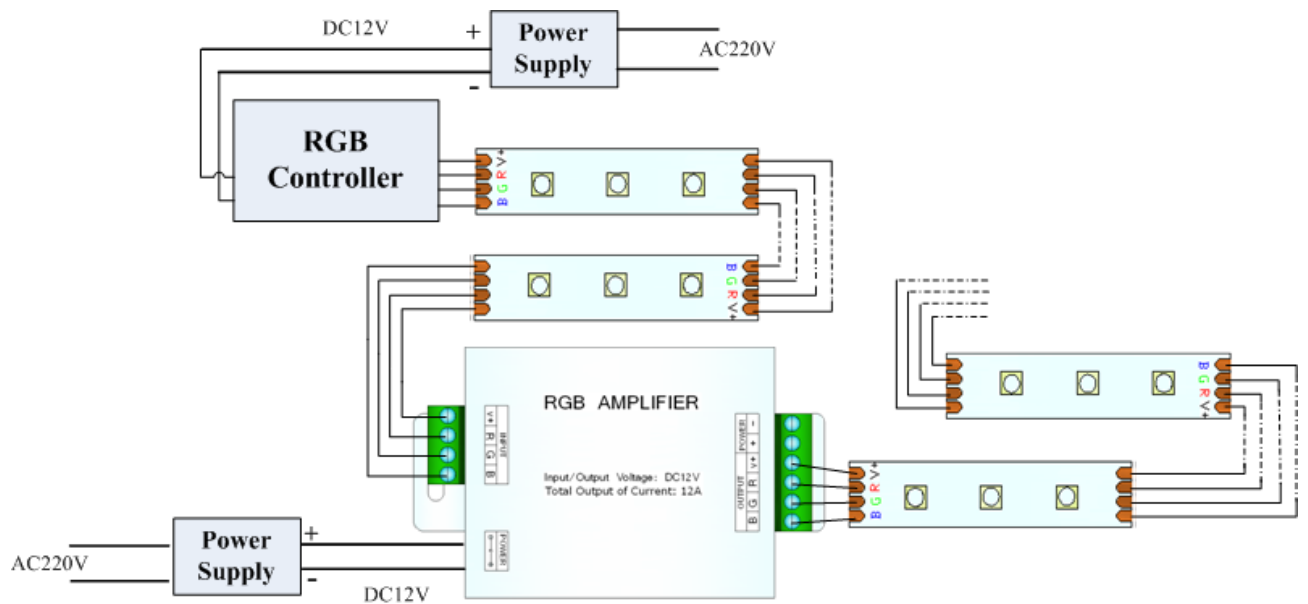 DC12V
+
Power
Supply
-
AC220V
RGB
Controller
V+
R
G
B
B
G
R
V+
RGB AMPLIFIER
Input/Output Voltage: DC12V
Total Output of Current: 12A
V+
R
G
B
INPUT
POWER
OUTPUT
-
+
V+
R
G
B
POWER
V+
R
G
B
B
G
R
V+
AC220V
Power
Supply
+
-
DC12V